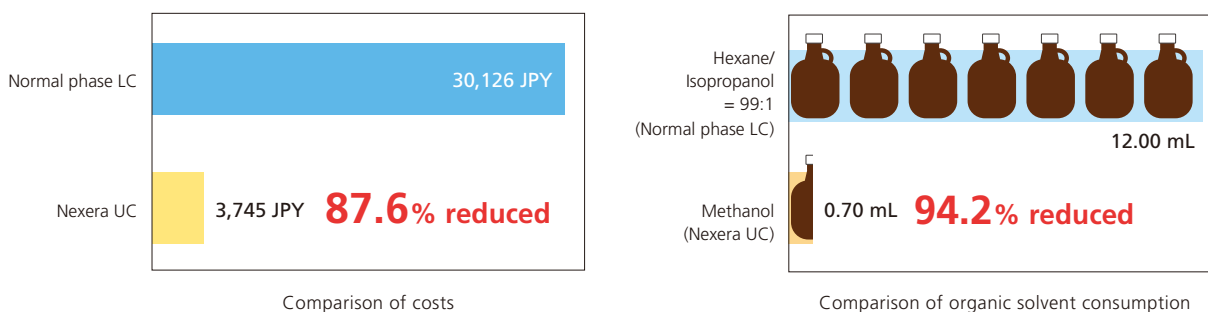 Normal phase LC
30,126 JPY
Nexera UC
3,745 JPY
87.6% reduced
Comparison of costs
Hexane/
Isopropanol
= 99:1
(Normal phase LC)
12.00 mL
Methanol
(Nexera UC)
0.70 mL
94.2% reduced
Comparison of organic solvent consumption